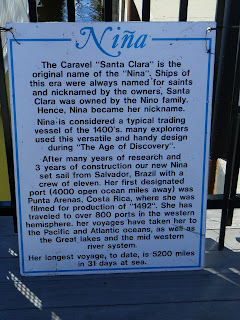 Niña
The Caravel "Santa Clara" is the
original name of the "Nina". Ships of
this era were always named for saints
and nicknamed by the owners, Santa
Clara was owned by the Nino family.
Hence, Nina became her nickname.
Nina is considered a typical trading
vessel of the 1400's. many explorers
used this versatile and handy design
during "The Age of Discovery".
After many years of research and
3 years of construction our new Nina
set sail from Salvador, Brazil with a
crew of eleven. Her first designated
port (4000 open ocean miles away) was
Punta Arenas, Costa Rica, where she was
filmed for production of "1492". She has
traveled to over 800 ports in the western
hemisphere. her voyages have taken her to
the Pacific and Atlantic oceans, as well as
the Great lakes and the mid western
river system.
Her longest voyage, to date, is 5200 miles
in 31 days at sea.